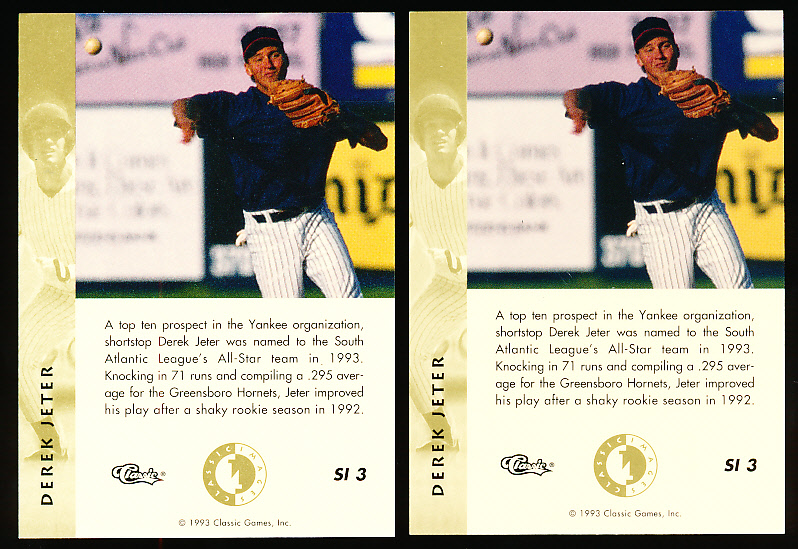 DEREK JETER
A top ten prospect in the Yankee organization,
shortstop Derek Jeter was named to the South
Atlantic League's All-Star team in 1993.
Knocking in 71 runs and compiling a .295 aver-
age for the Greensboro Hornets, Jeter improved
his play after a shaky rookie season in 1992.
Classic®
CLASSIC IMAGES
SI 3
© 1993 Classic Games, Inc.
DEREK JETER
A top ten prospect in the Yankee organization,
shortstop Derek Jeter was named to the South
Atlantic League's All-Star team in 1993.
Knocking in 71 runs and compiling a .295 aver-
age for the Greensboro Hornets, Jeter improved
his play after a shaky rookie season in 1992.
Classic®
CLASSIC IMAGES
SI 3
© 1993 Classic Games, Inc.